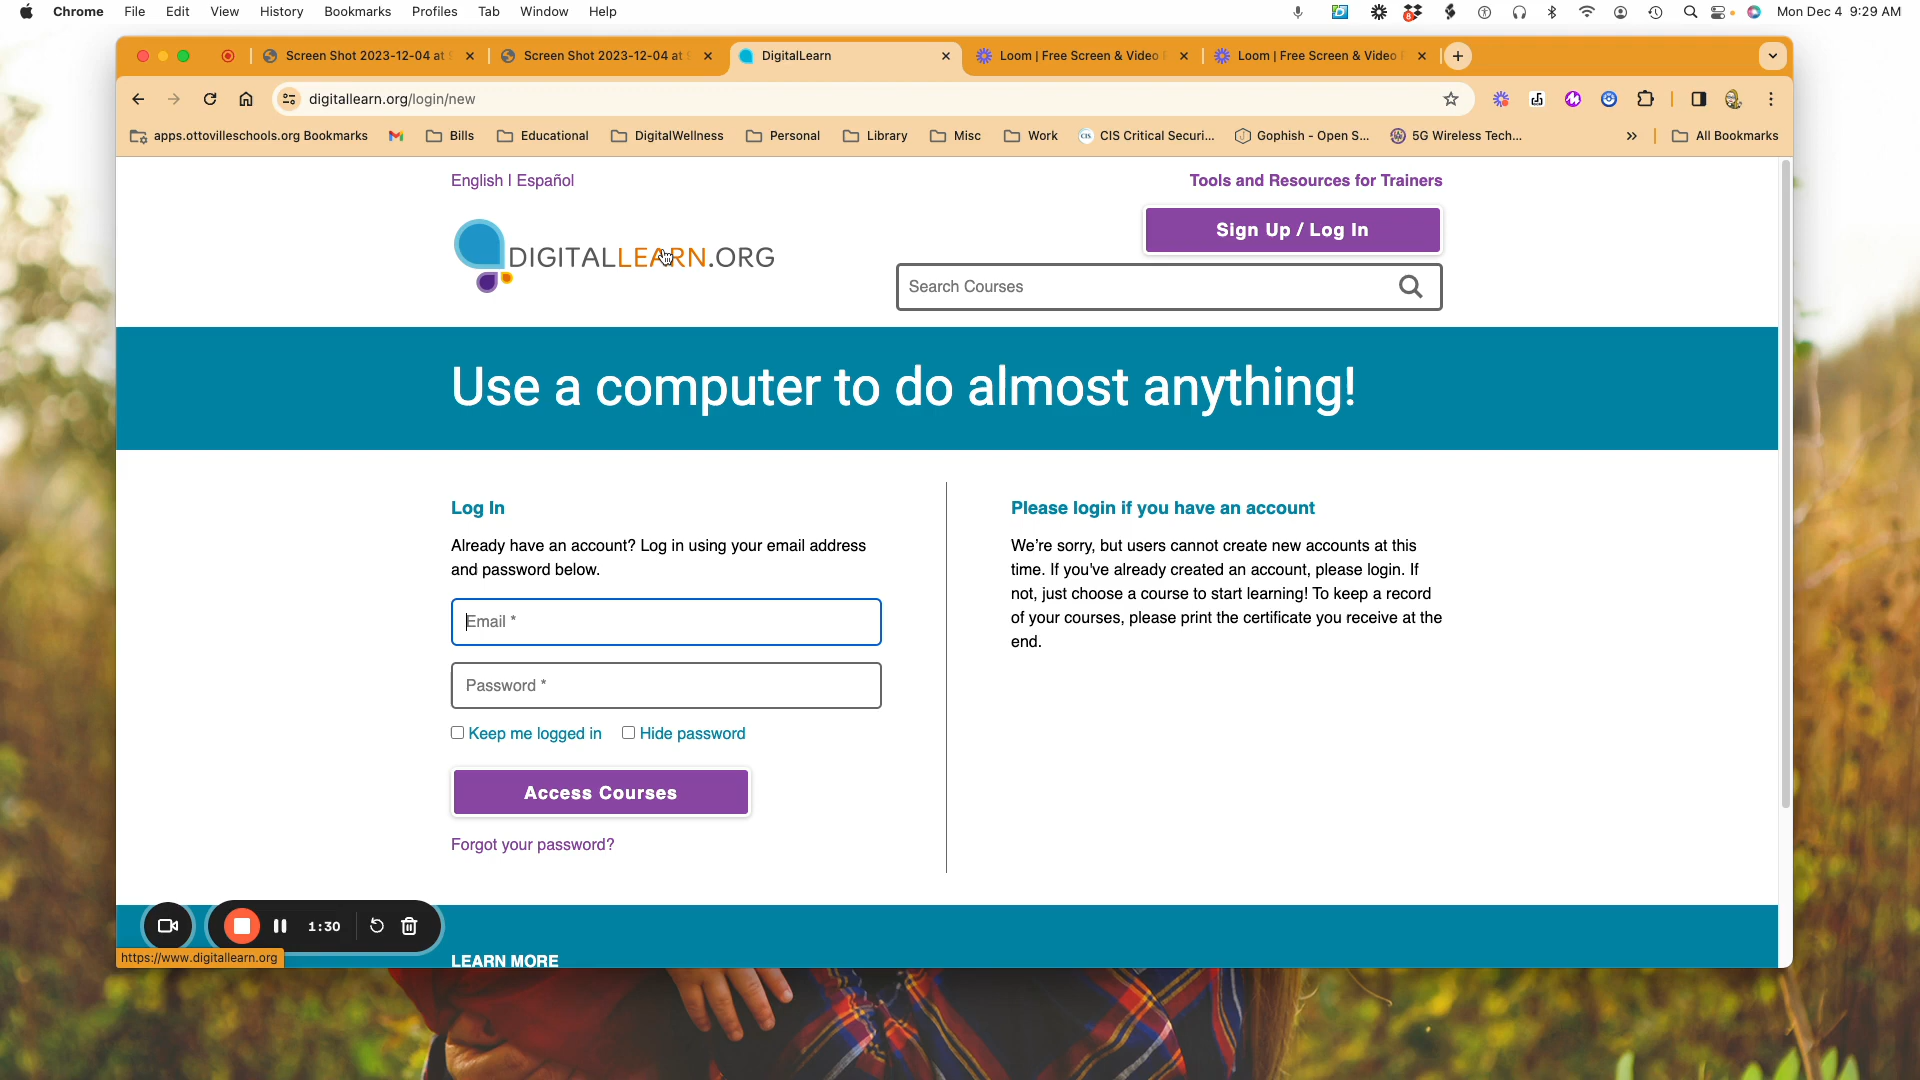 Chrome File Edit View History Bookmarks Profiles Tab Window Help
8
Mon Dec 4 9:29 AM
Screen Shot 2023-12-04 at
Screen Shot 2023-12-04 at
DigitalLearn
Loom | Free Screen & Video
Loom | Free Screen & Video
digitallearn.org/login/new
apps.ottovilleschools.org Bookmarks
Bills
Educational
DigitalWellness
Personal
Library
Misc
Work
CIS CIS Critical Securi...
Gophish - Open S...
5G Wireless Tech...
All Bookmarks
English | Español
Tools and Resources for Trainers
DIGITALLEARN.ORG
Sign Up / Log In
Search Courses
Use a computer to do almost anything!
Log In
Already have an account? Log in using your email address
and password below.
Email *
Password *
Keep me logged in
Hide password
Access Courses
Forgot your password?
Please login if you have an account
We're sorry, but users cannot create new accounts at this
time. If you've already created an account, please login. If
not, just choose a course to start learning! To keep a record
of your courses, please print the certificate you receive at the
end.
1:30
https://www.digitallearn.org
LEARN MORE